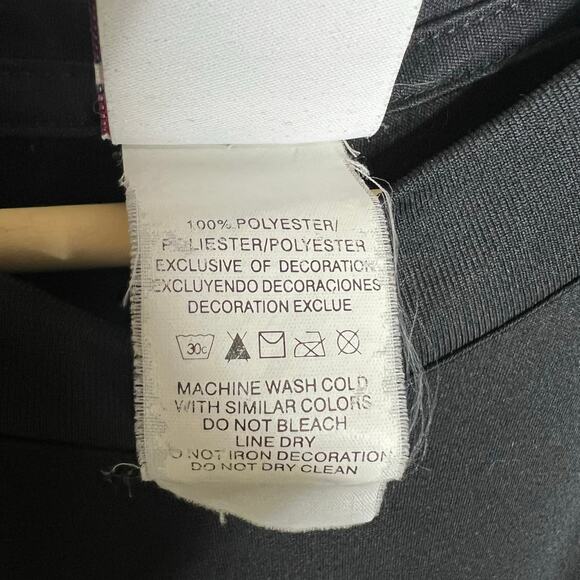 100% POLYESTER/
POLIESTER/POLYESTER
EXCLUSIVE OF DECORATION
EXCLUYENDO DECORACIONES
DECORATION EXCLUE
30c
MACHINE WASH COLD
WITH SIMILAR COLORS
DO NOT BLEACH
LINE DRY
DO NOT IRON DECORATION
DO NOT DRY CLEAN